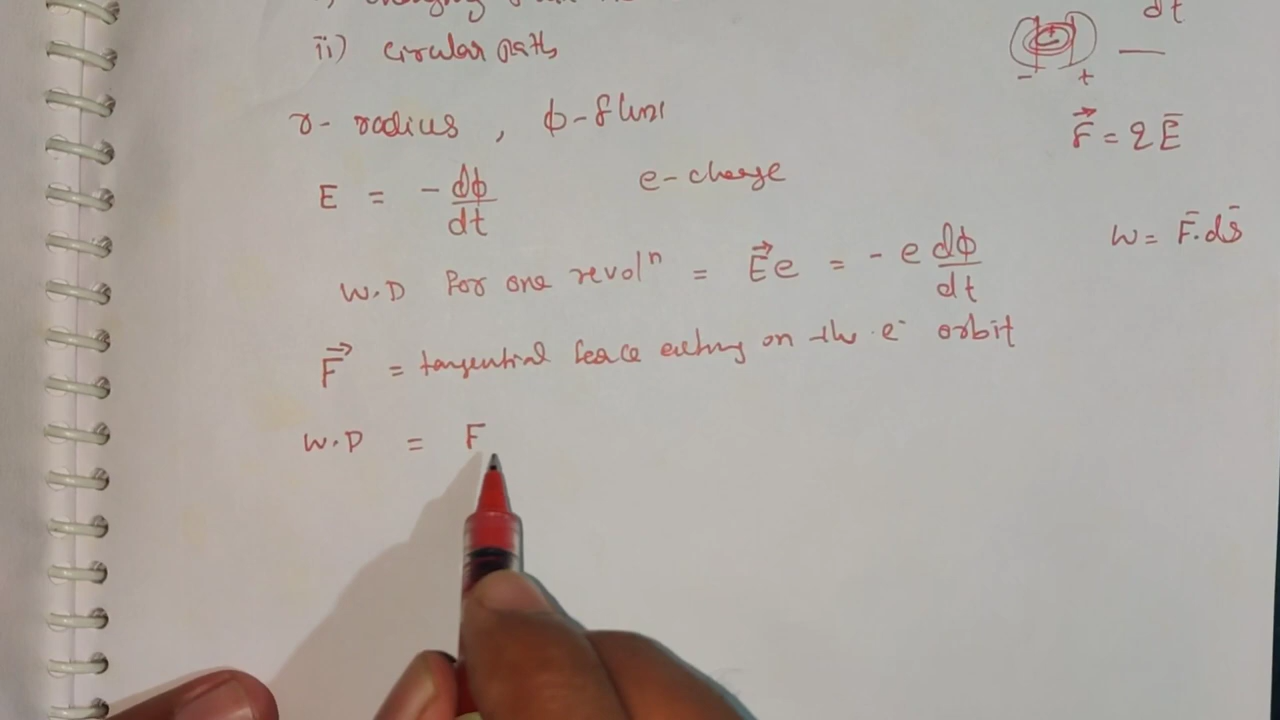 ii) circular path
r - radius , ϕ - flux
E = - dϕ/dt e - charge
W.D for one revolⁿ = E⃗e = - e dϕ/dt
F⃗ = tangential force acting on the e⁻ orbit
W.D = F
dt
- +
F⃗ = qE̅
W = F̅.ds̅